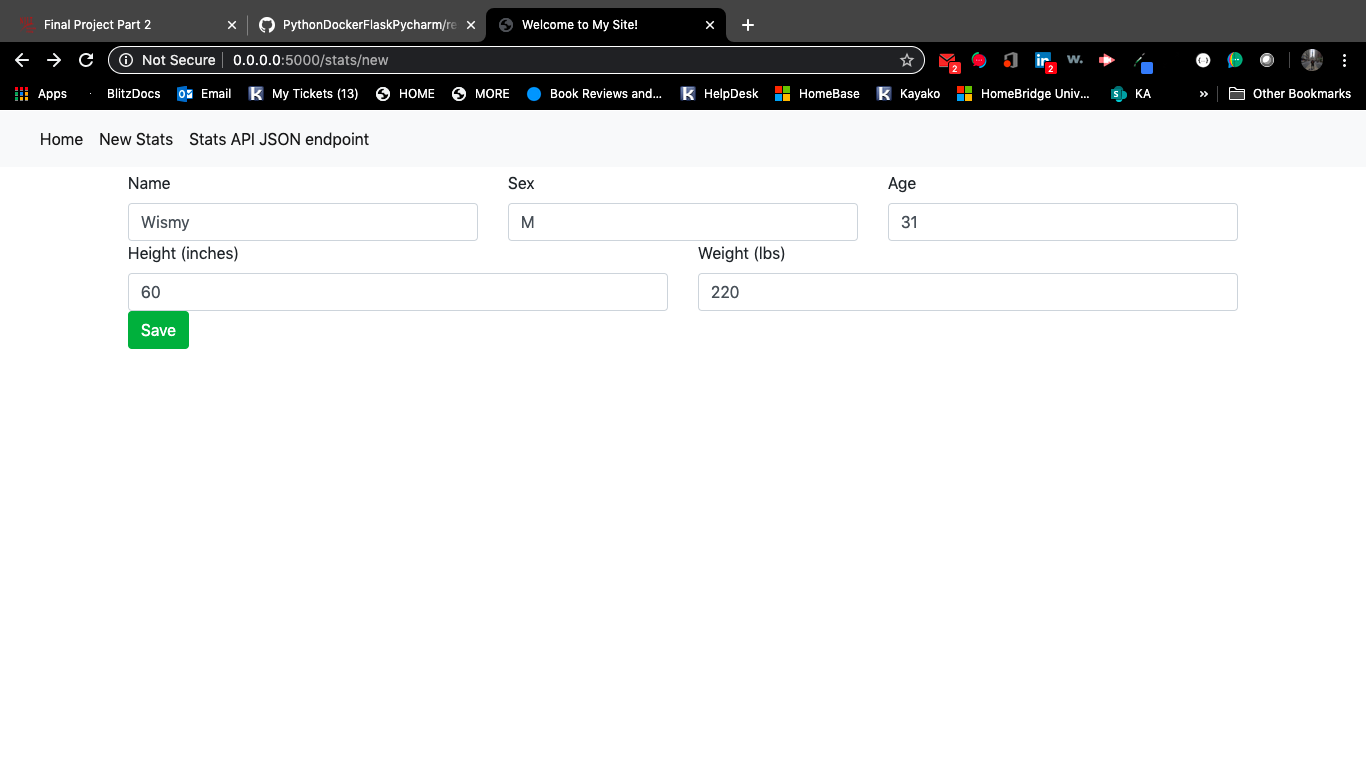 Final Project Part 2
PythonDockerFlaskPycharm/re
Welcome to My Site!
Not Secure 0.0.0.0:5000/stats/new
2 2 w.
Apps BlitzDocs Email My Tickets (13) HOME MORE Book Reviews and... HelpDesk HomeBase Kayako HomeBridge Univ... KA » Other Bookmarks
Home New Stats Stats API JSON endpoint
Name Sex Age
Wismy M 31
Height (inches) Weight (lbs)
60 220
Save